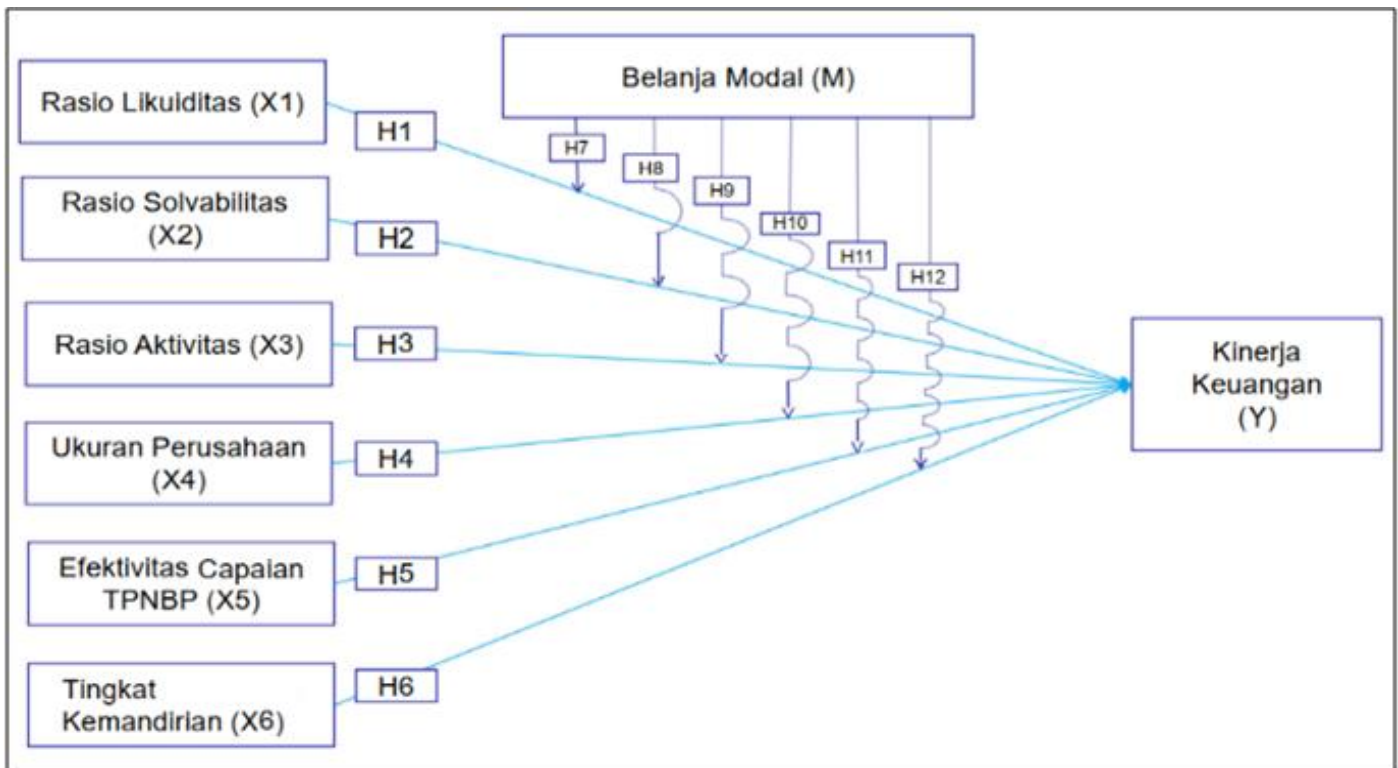 Belanja Modal (M)
Rasio Likuiditas (X1)
H1
H7
H8
H9
H10
H11
H12
Rasio Solvabilitas
(X2)
H2
Rasio Aktivitas (X3)
H3
Kinerja
Keuangan
(Y)
Ukuran Perusahaan
(X4)
H4
Efektivitas Capaian
TPNBP (X5)
H5
Tingkat
Kemandirian (X6)
H6